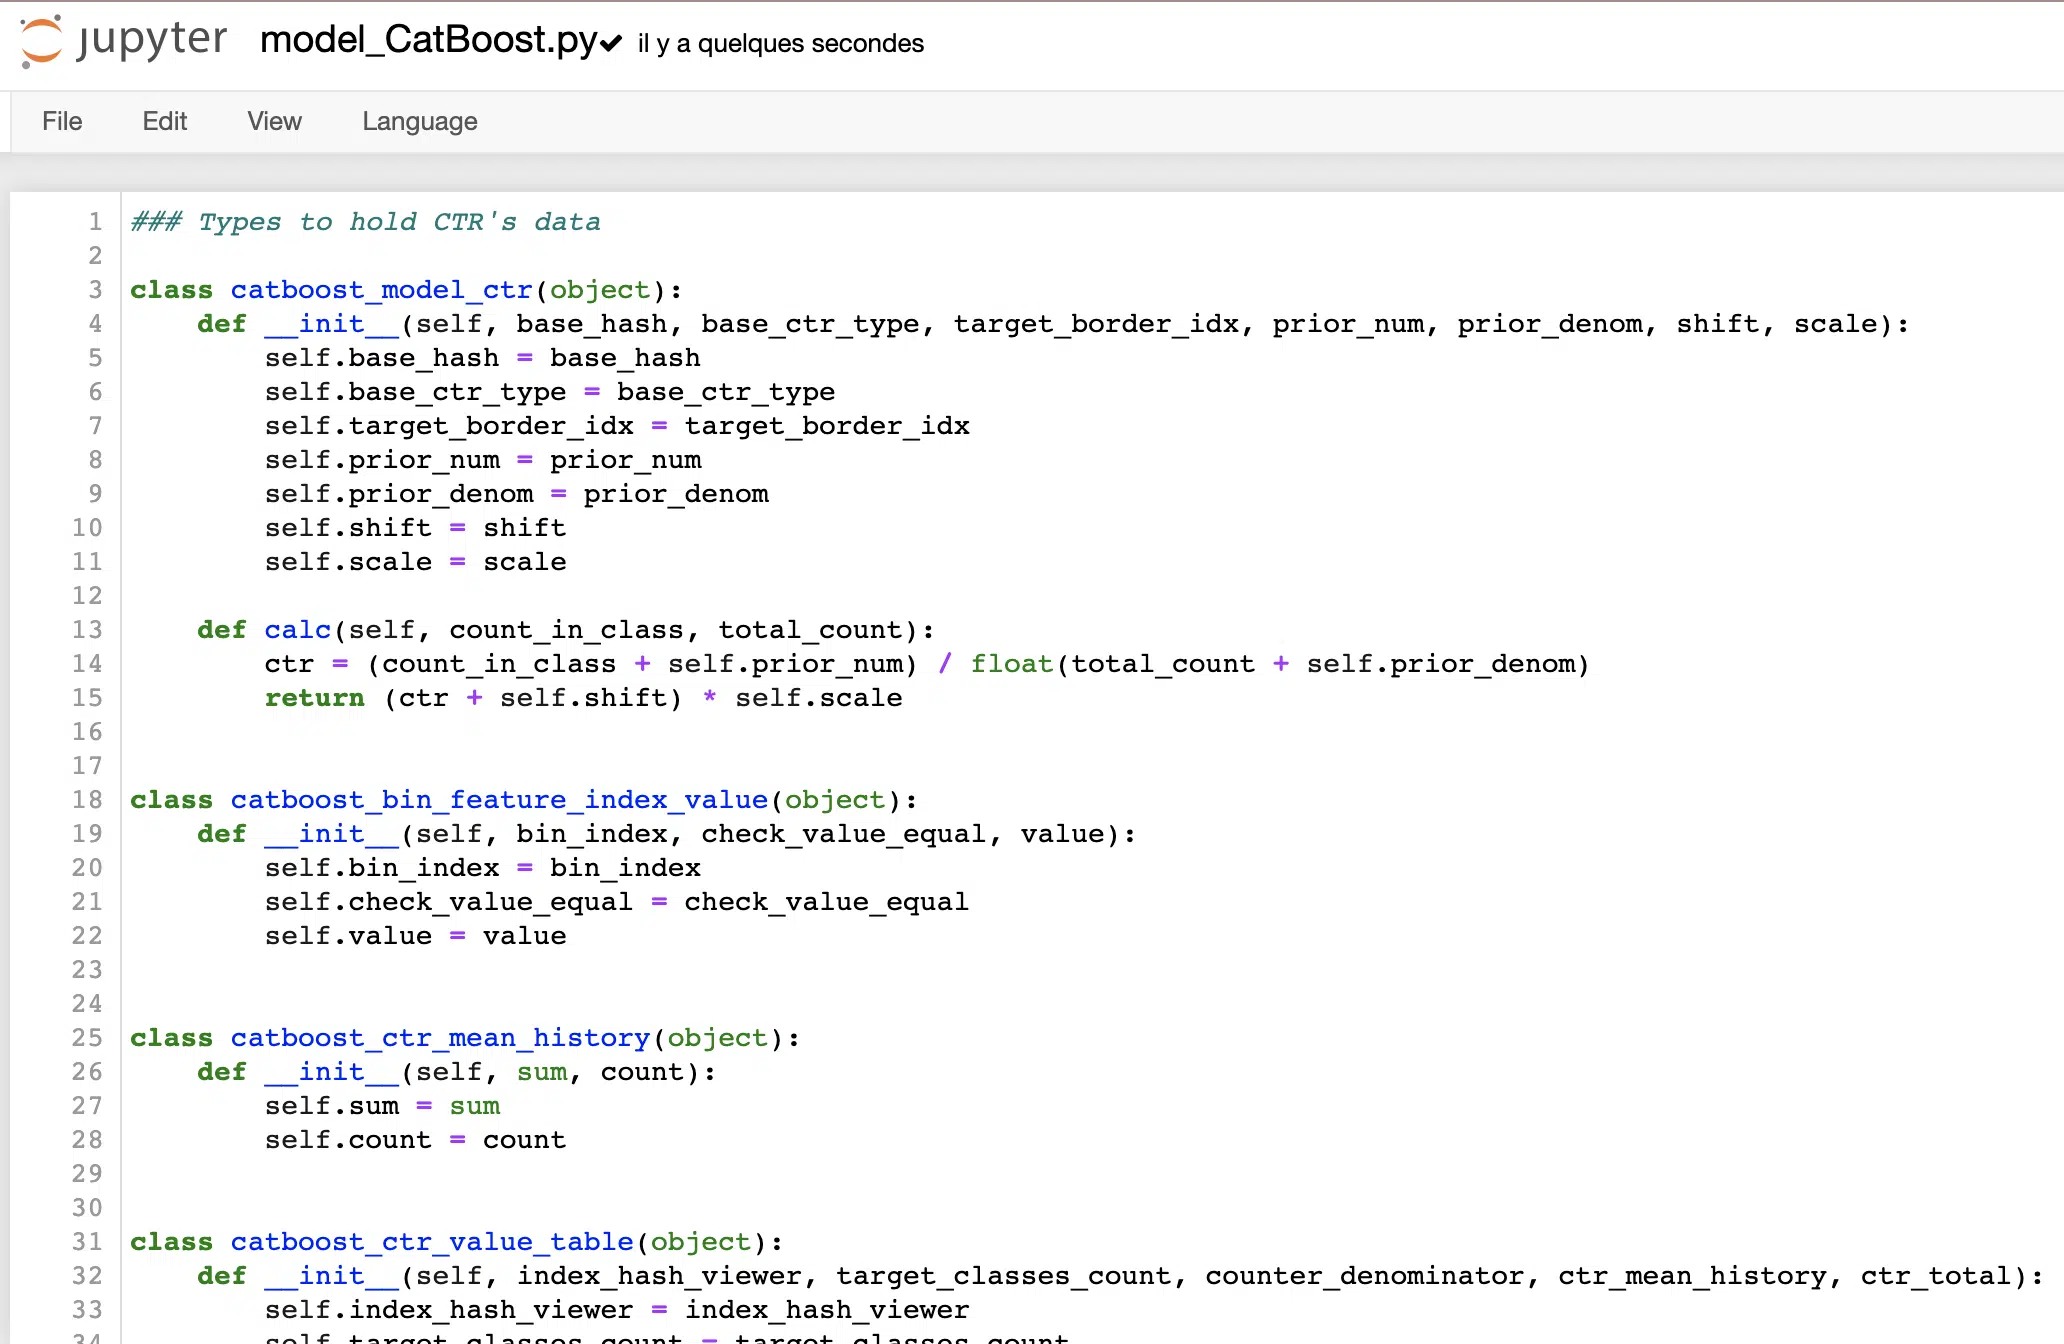 jupyter model_CatBoost.py✔ il y a quelques secondes
File Edit View Language
1 ### Types to hold CTR's data
2
3 class catboost_model_ctr(object):
4     def __init__(self, base_hash, base_ctr_type, target_border_idx, prior_num, prior_denom, shift, scale):
5         self.base_hash = base_hash
6         self.base_ctr_type = base_ctr_type
7         self.target_border_idx = target_border_idx
8         self.prior_num = prior_num
9         self.prior_denom = prior_denom
10         self.shift = shift
11         self.scale = scale
12
13     def calc(self, count_in_class, total_count):
14         ctr = (count_in_class + self.prior_num) / float(total_count + self.prior_denom)
15         return (ctr + self.shift) * self.scale
16
17
18 class catboost_bin_feature_index_value(object):
19     def __init__(self, bin_index, check_value_equal, value):
20         self.bin_index = bin_index
21         self.check_value_equal = check_value_equal
22         self.value = value
23
24
25 class catboost_ctr_mean_history(object):
26     def __init__(self, sum, count):
27         self.sum = sum
28         self.count = count
29
30
31 class catboost_ctr_value_table(object):
32     def __init__(self, index_hash_viewer, target_classes_count, counter_denominator, ctr_mean_history, ctr_total):
33         self.index_hash_viewer = index_hash_viewer
34         self.target_classes_count = target_classes_count